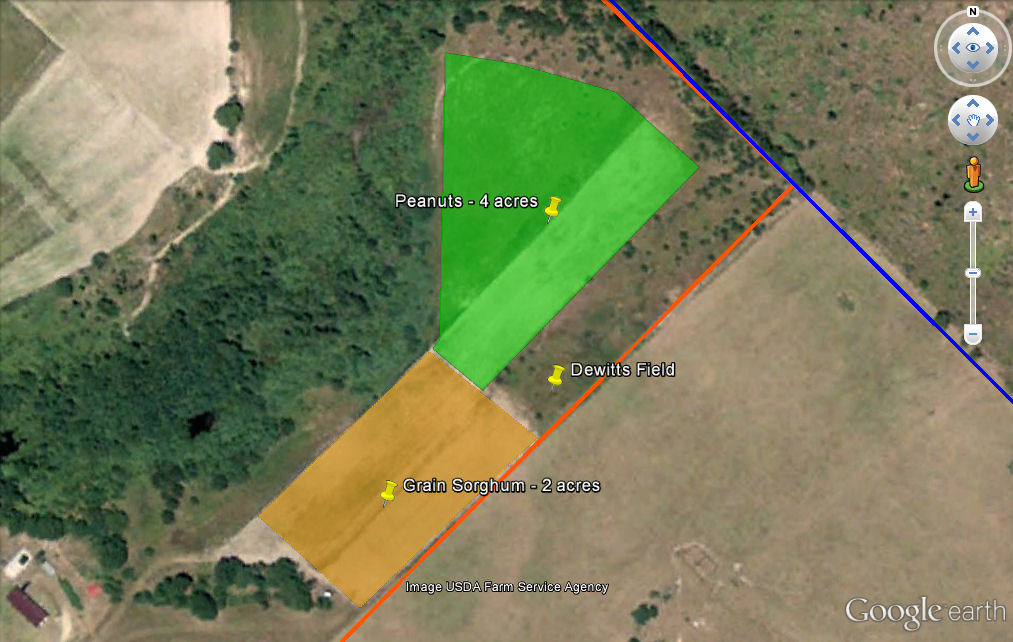 N
Peanuts - 4 acres
Dewitts Field
Grain Sorghum - 2 acres
Image USDA Farm Service Agency
Google earth